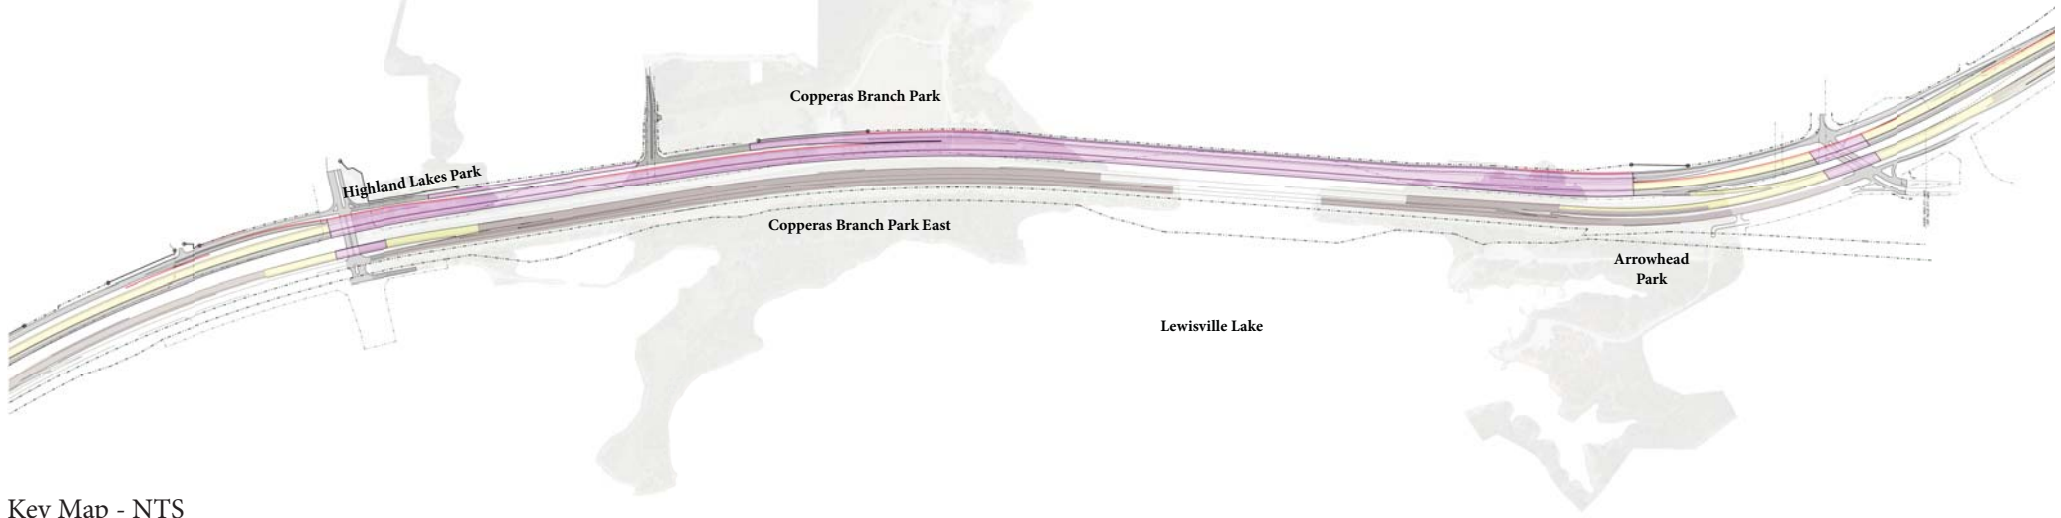 Copperas Branch Park
Highland Lakes Park
Copperas Branch Park East
Arrowhead
Park
Lewisville Lake
Key Map - NTS